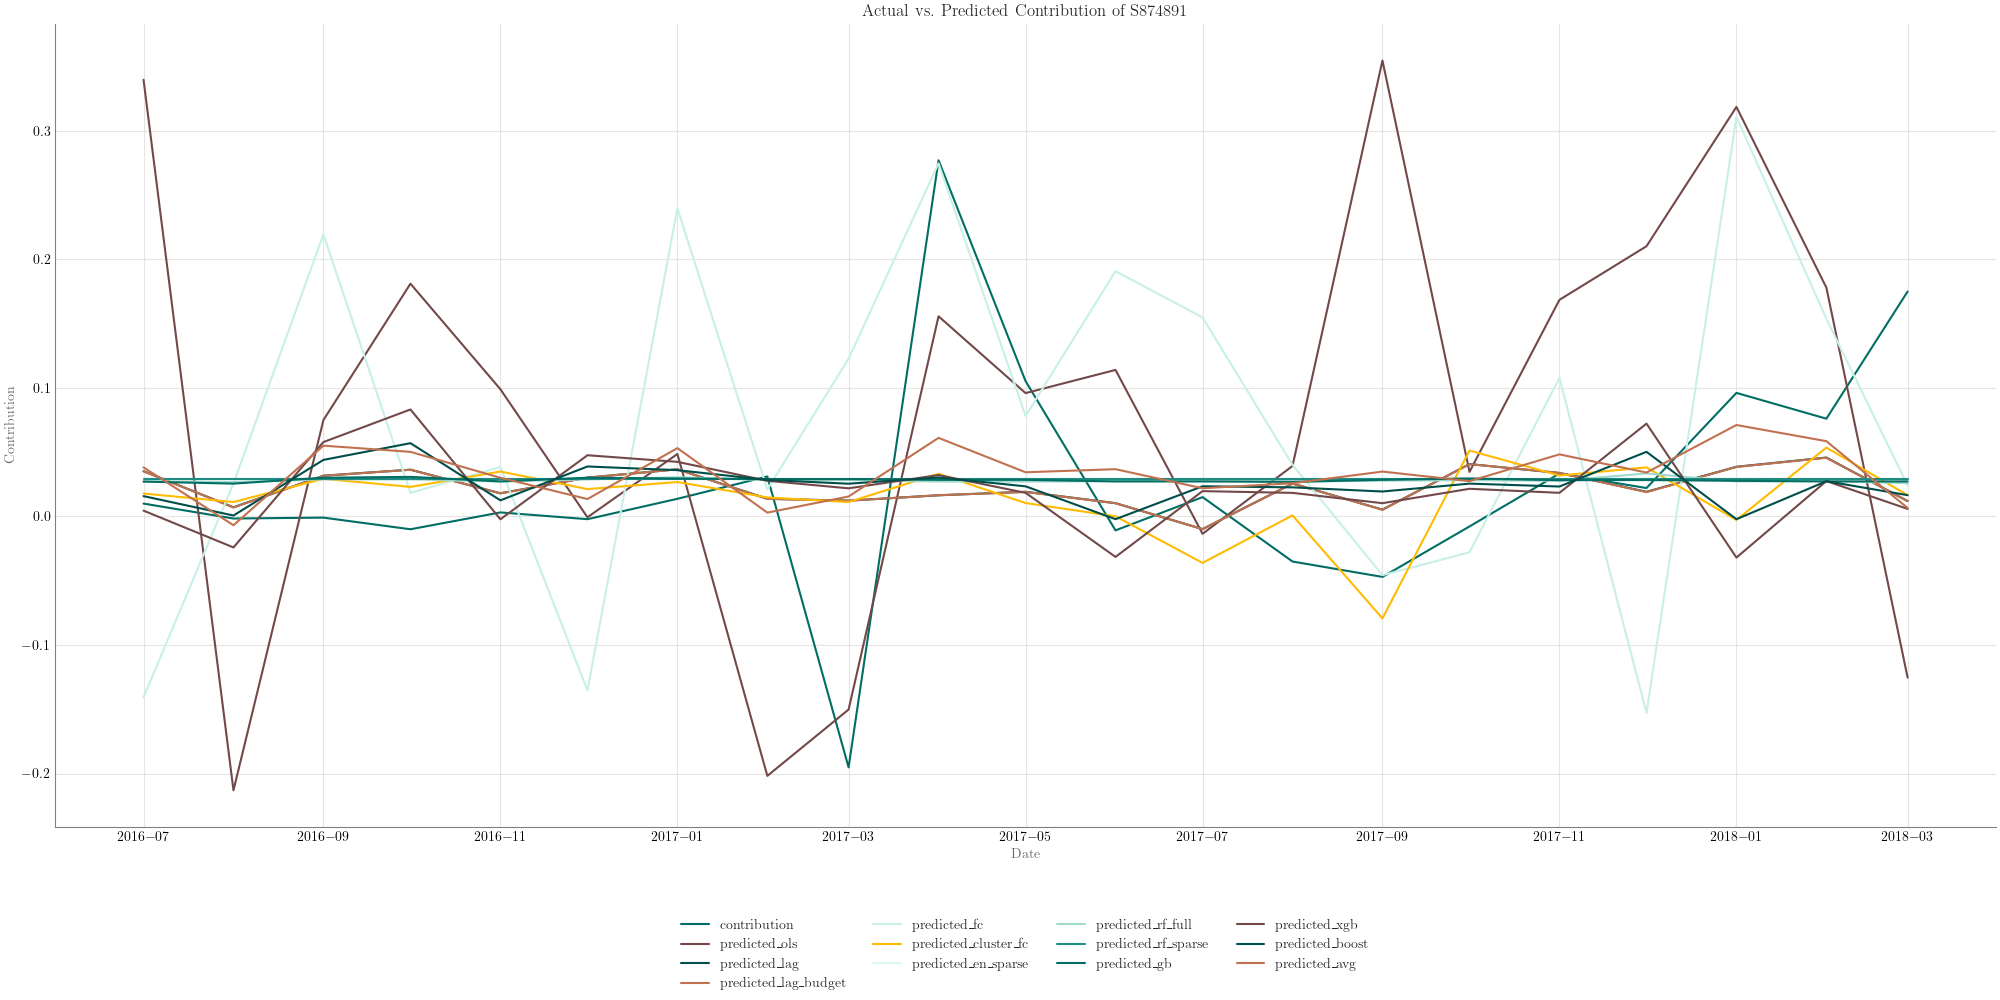 Actual vs. Predicted Contribution of S874891
0.3
0.2
0.1
0.0
−0.1
−0.2
Contribution
2016−07 2016−09 2016−11 2017−01 2017−03 2017−05 2017−07 2017−09 2017−11 2018−01 2018−03
Date
contribution predicted_fc predicted_rf_full predicted_xgb
predicted_ols predicted_cluster_fc predicted_rf_sparse predicted_boost
predicted_lag predicted_en_sparse predicted_gb predicted_avg
predicted_lag_budget